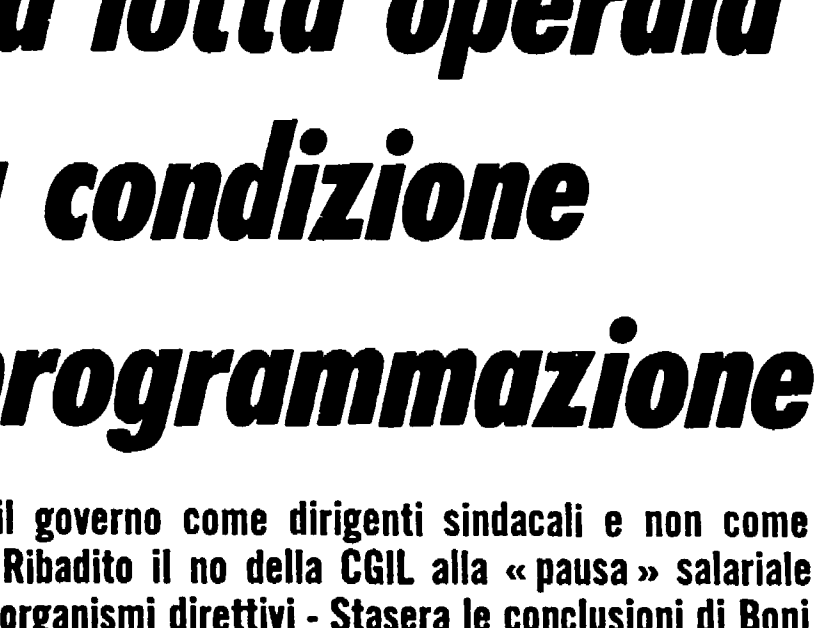 lotta operaia
condizione
programmazione
il governo come dirigenti sindacali e non come
Ribadito il no della CGIL alla « pausa » salariale
organismi direttivi - Stasera le conclusioni di Boni